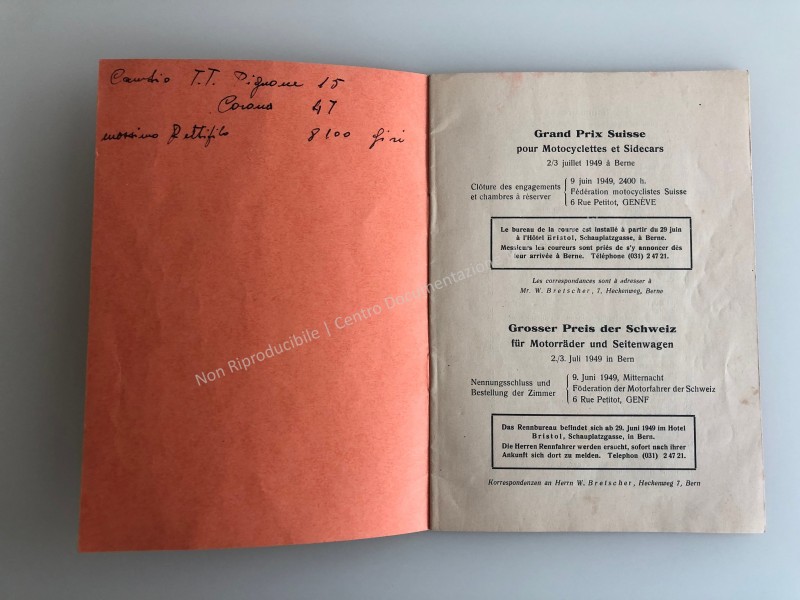 Cambio T.T. Pignone 15
Corona 47
massimo Rettifilo 8100 giri
Non Riproducibile | Centro Documentazion
Grand Prix Suisse
pour Motocyclettes et Sidecars
2/3 juillet 1949 à Berne
Clôture des engagements
et chambres à réserver
9 juin 1949, 2400 h.
Fédération motocyclistes Suisse
6 Rue Petitot, GENÈVE
Le bureau de la course est installé à partir du 29 juin
à l'Hôtel Bristol, Schauplatzgasse, à Berne.
Messieurs les coureurs sont priés de s'y annoncer dès
leur arrivée à Berne. Téléphone (031) 2 47 21.
Les correspondances sont à adresser à
Mr. W. Bretscher, 7, Heckenweg, Berne
Grosser Preis der Schweiz
für Motorräder und Seitenwagen
2./3. Juli 1949 in Bern
Nennungsschluss und
Bestellung der Zimmer
9. Juni 1949, Mitternacht
Föderation der Motorfahrer der Schweiz
6 Rue Petitot, GENF
Das Rennbureau befindet sich ab 29. Juni 1949 im Hotel
Bristol, Schauplatzgasse, in Bern.
Die Herren Rennfahrer werden ersucht, sofort nach ihrer
Ankunft sich dort zu melden. Telephon (031) 2 47 21.
Korrespondenzen an Herrn W. Bretscher, Heckenweg 7, Bern